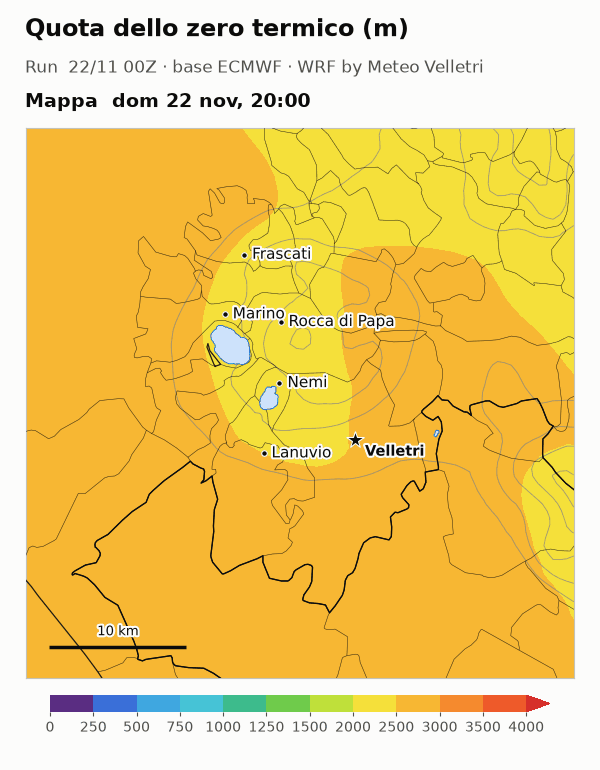 Quota dello zero termico (m)
Run  22/11 00Z · base ECMWF · WRF by Meteo Velletri
Mappa  dom 22 nov, 20:00
Frascati
Marino
Rocca di Papa
Nemi
Velletri
Lanuvio
10 km
0 250 500 750 1000 1250 1500 2000 2500 3000 3500 4000